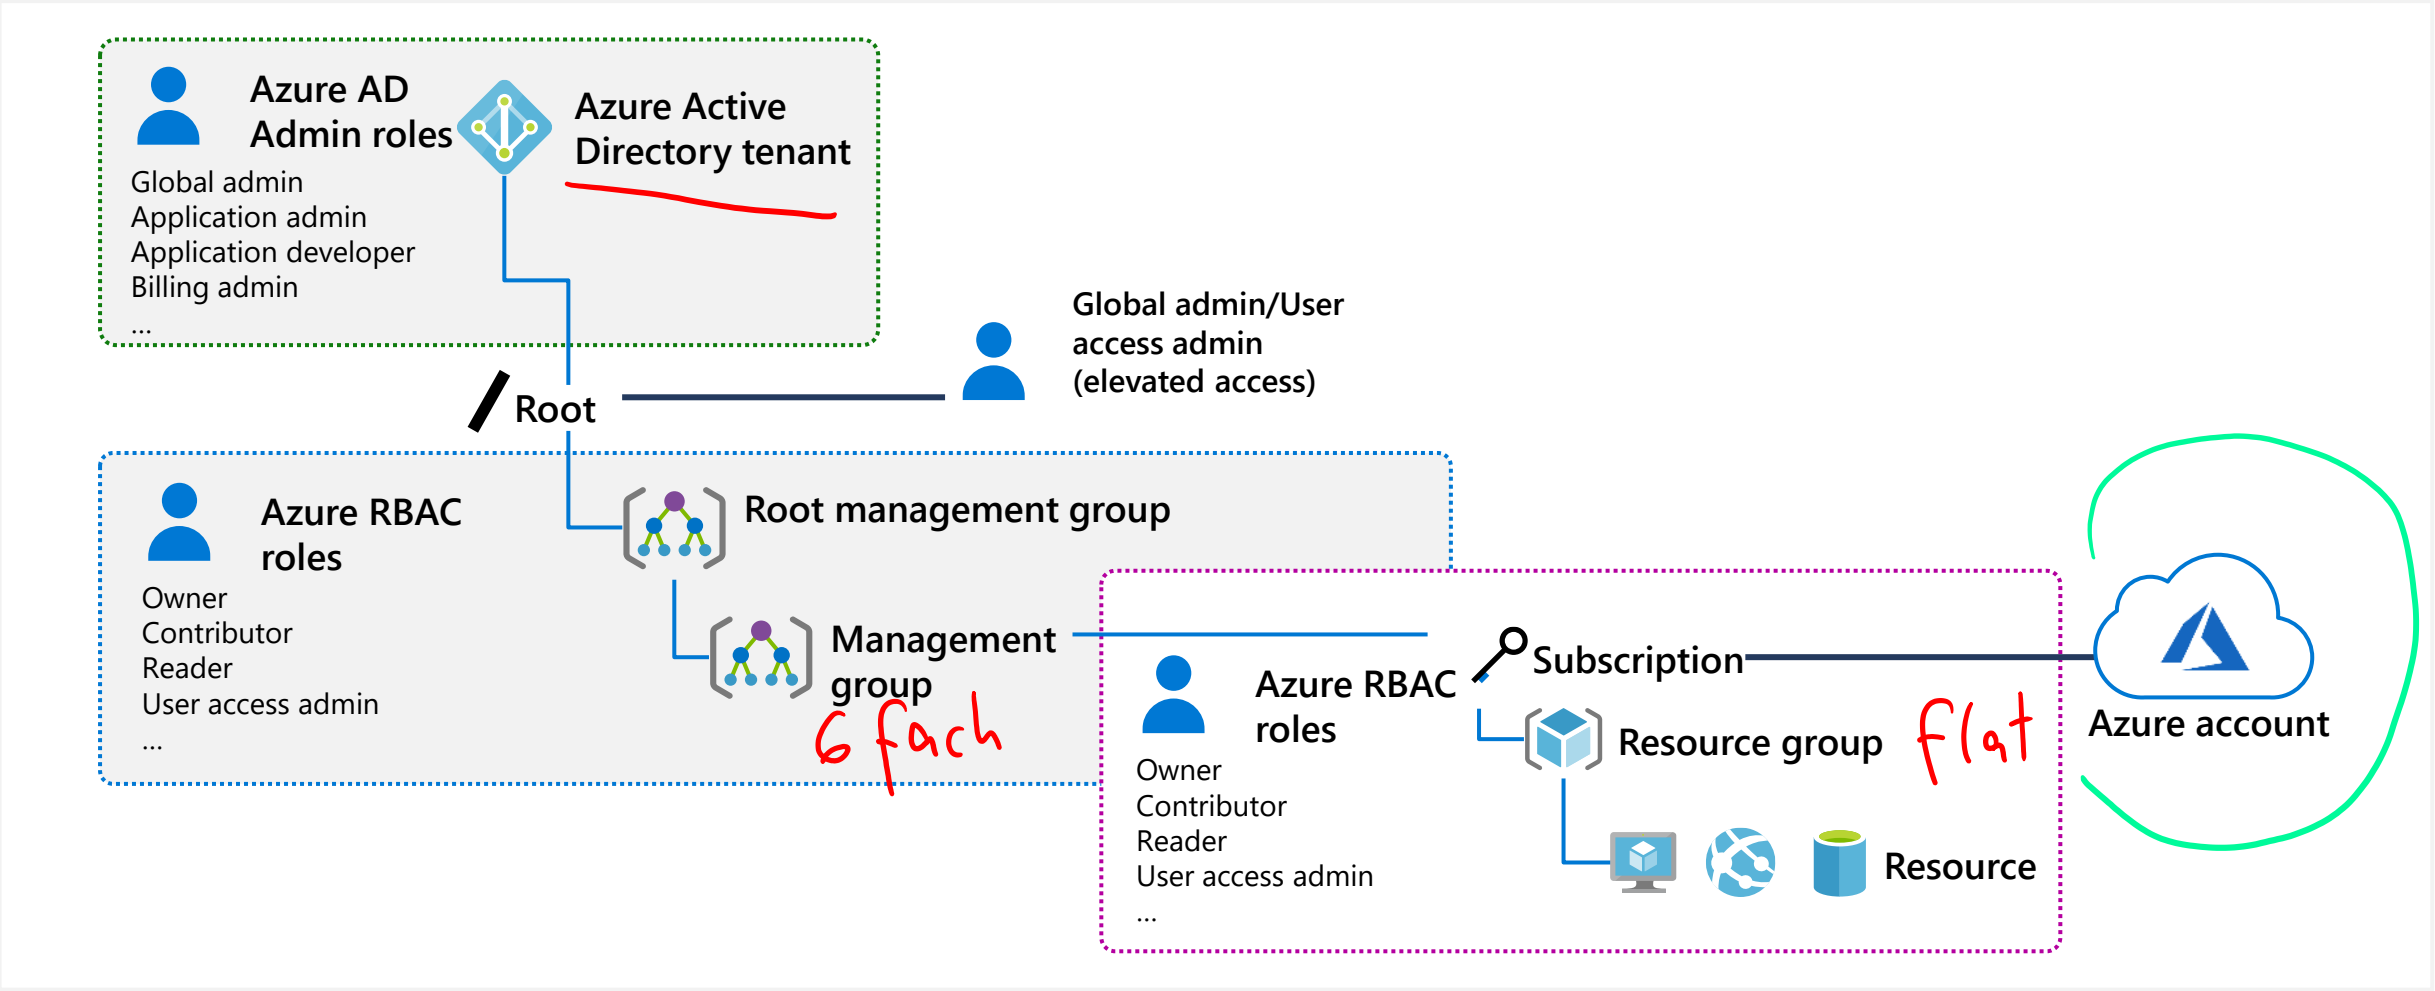 Azure AD
Admin roles
Azure Active
Directory tenant
Global admin
Application admin
Application developer
Billing admin
...
Global admin/User
access admin
(elevated access)
Root
Azure RBAC
roles
Owner
Contributor
Reader
User access admin
...
Root management group
Management
group
6 fach
Azure RBAC
roles
Owner
Contributor
Reader
User access admin
...
Subscription
Resource group
flat
Resource
Azure account